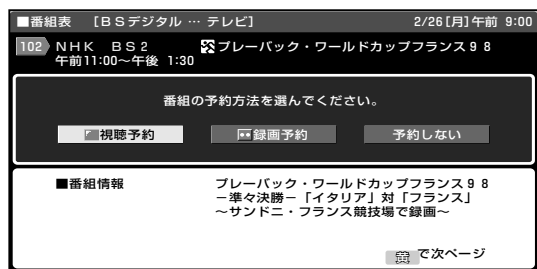 ■番組表 [BSデジタル … テレビ] 2/26[月]午前 9:00
102 NHK BS2 プレーバック・ワールドカップフランス98
午前11:00~午後 1:30
番組の予約方法を選んでください。
視聴予約 録画予約 予約しない
■番組情報 プレーバック・ワールドカップフランス98
-準々決勝-「イタリア」対「フランス」
~サンドニ・フランス競技場で録画~
黄 で次ページ